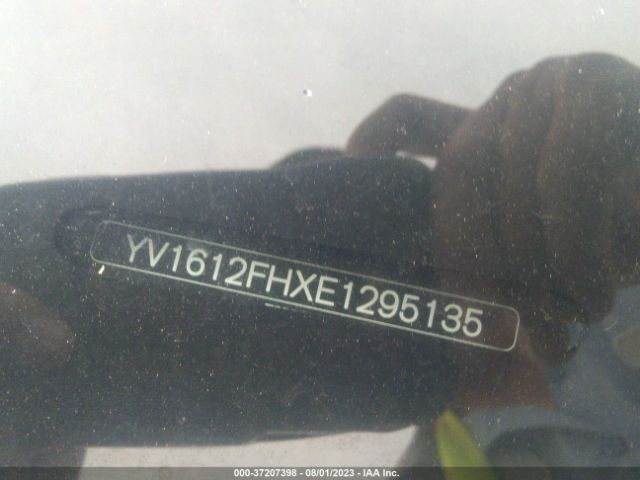 YV1612FHXE1295135
000-37207398 - 08/01/2023 - IAA Inc.